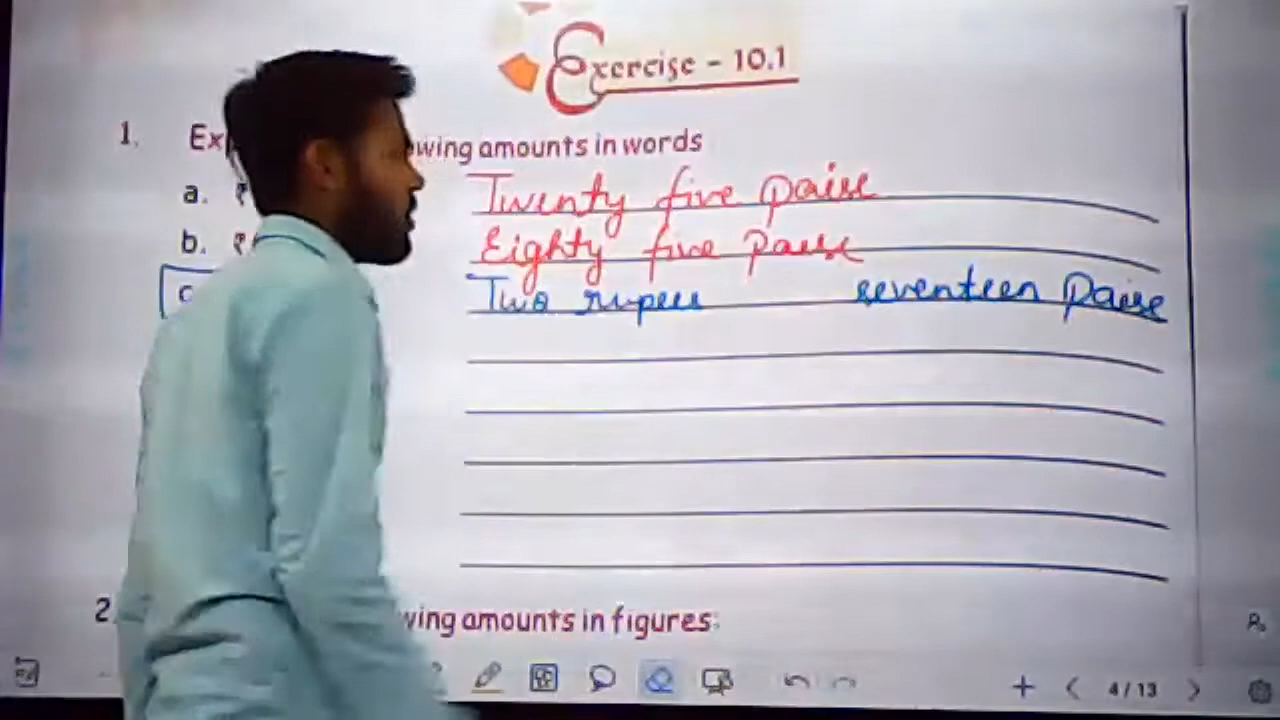 Exercise - 10.1
1. Ex wing amounts in words
a. ₹ Twenty five paise
b. ₹ Eighty five Paise
c Two rupees seventeen Paise
2. wing amounts in figures:
4/13